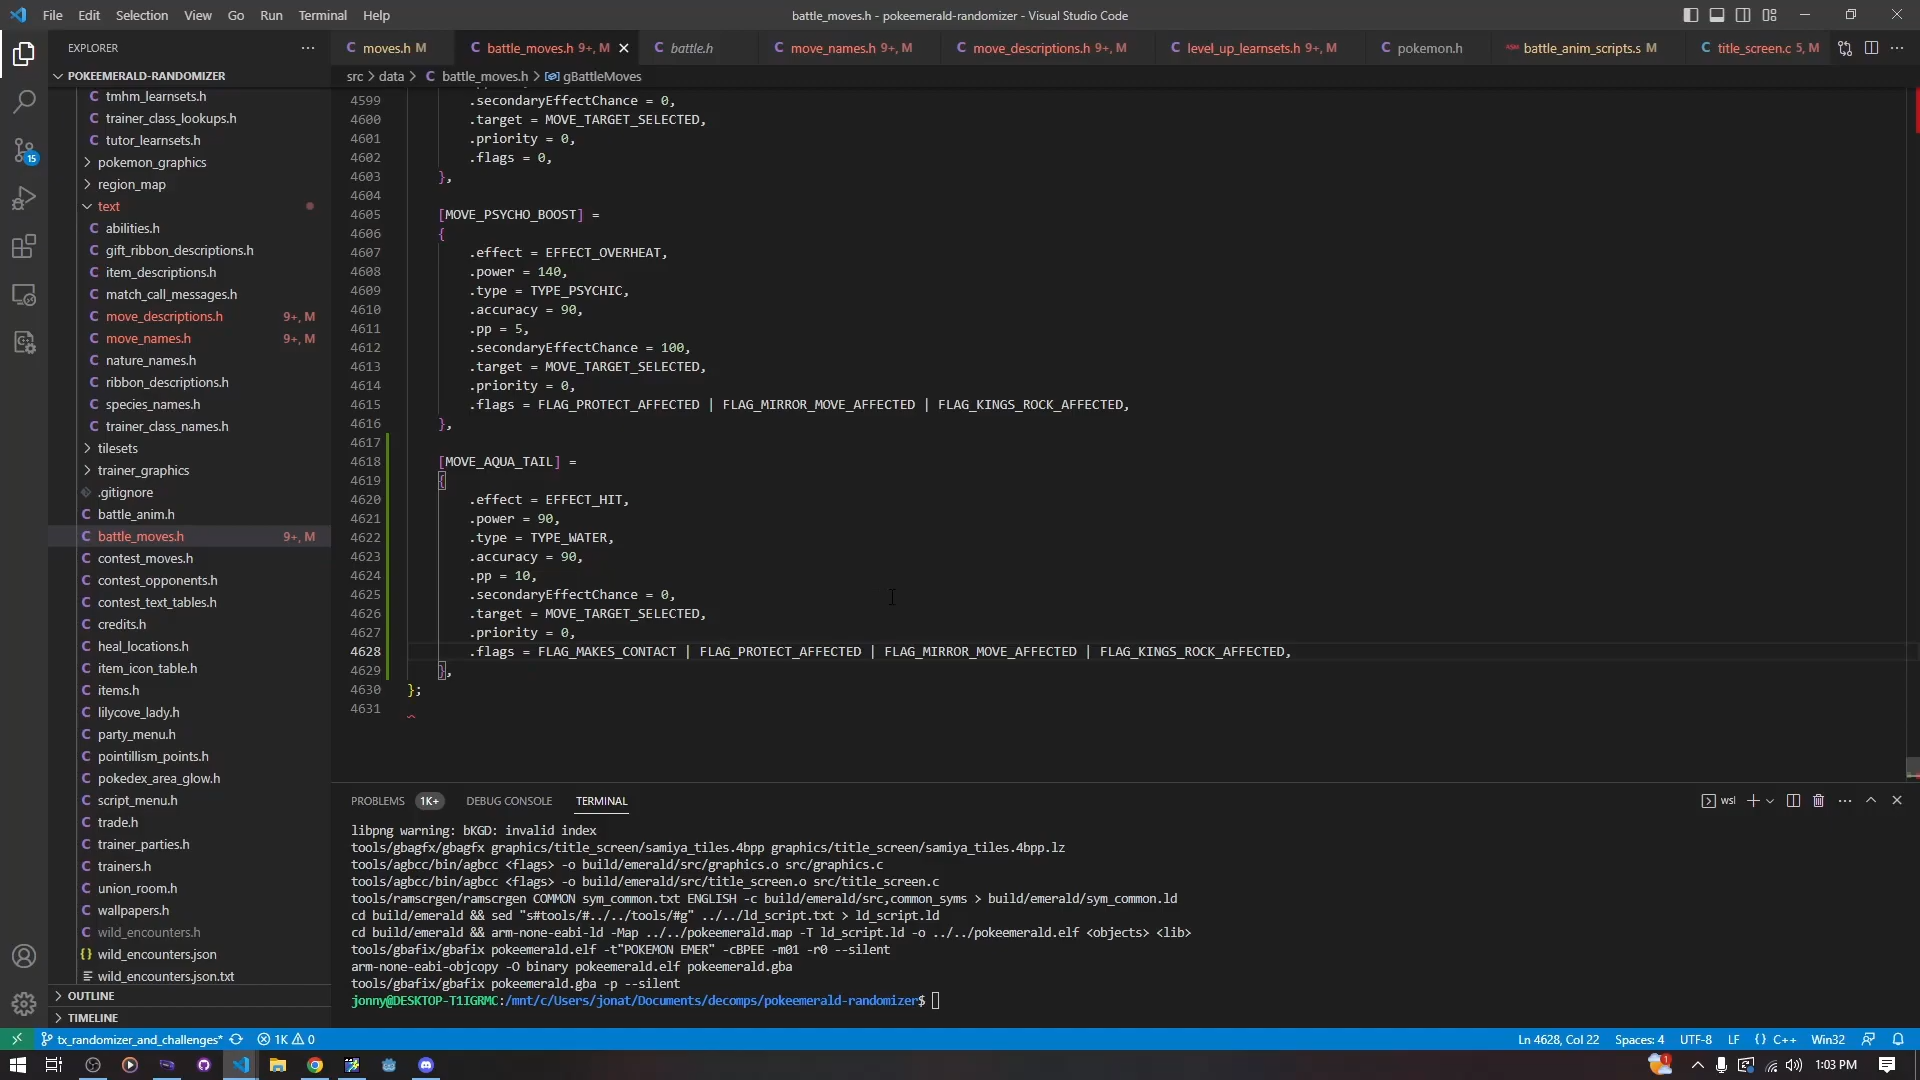 File Edit Selection View Go Run Terminal Help
battle_moves.h - pokeemerald-randomizer - Visual Studio Code
EXPLORER
moves.h M
battle_moves.h 9+, M
battle.h
move_names.h 9+, M
move_descriptions.h 9+, M
level_up_learnsets.h 9+, M
pokemon.h
battle_anim_scripts.s M
title_screen.c 5, M
src > data > battle_moves.h > gBattleMoves
POKEEMERALD-RANDOMIZER
tmhm_learnsets.h
trainer_class_lookups.h
tutor_learnsets.h
pokemon_graphics
region_map
text
abilities.h
gift_ribbon_descriptions.h
item_descriptions.h
match_call_messages.h
move_descriptions.h 9+, M
move_names.h 9+, M
nature_names.h
ribbon_descriptions.h
species_names.h
trainer_class_names.h
tilesets
trainer_graphics
.gitignore
battle_anim.h
battle_moves.h 9+, M
contest_moves.h
contest_opponents.h
contest_text_tables.h
credits.h
heal_locations.h
item_icon_table.h
items.h
lilycove_lady.h
party_menu.h
pointillism_points.h
pokedex_area_glow.h
script_menu.h
trade.h
trainer_parties.h
trainers.h
union_room.h
wallpapers.h
wild_encounters.h
wild_encounters.json
wild_encounters.json.txt
OUTLINE
TIMELINE
15
4599 .secondaryEffectChance = 0,
4600 .target = MOVE_TARGET_SELECTED,
4601 .priority = 0,
4602 .flags = 0,
4603 },
4604
4605 [MOVE_PSYCHO_BOOST] =
4606 {
4607 .effect = EFFECT_OVERHEAT,
4608 .power = 140,
4609 .type = TYPE_PSYCHIC,
4610 .accuracy = 90,
4611 .pp = 5,
4612 .secondaryEffectChance = 100,
4613 .target = MOVE_TARGET_SELECTED,
4614 .priority = 0,
4615 .flags = FLAG_PROTECT_AFFECTED | FLAG_MIRROR_MOVE_AFFECTED | FLAG_KINGS_ROCK_AFFECTED,
4616 },
4617
4618 [MOVE_AQUA_TAIL] =
4619 {
4620 .effect = EFFECT_HIT,
4621 .power = 90,
4622 .type = TYPE_WATER,
4623 .accuracy = 90,
4624 .pp = 10,
4625 .secondaryEffectChance = 0,
4626 .target = MOVE_TARGET_SELECTED,
4627 .priority = 0,
4628 .flags = FLAG_MAKES_CONTACT | FLAG_PROTECT_AFFECTED | FLAG_MIRROR_MOVE_AFFECTED | FLAG_KINGS_ROCK_AFFECTED,
4629 },
4630 };
4631
PROBLEMS 1K+ DEBUG CONSOLE TERMINAL
wsl
libpng warning: bKGD: invalid index
tools/gbagfx/gbagfx graphics/title_screen/samiya_tiles.4bpp graphics/title_screen/samiya_tiles.4bpp.lz
tools/agbcc/bin/agbcc <flags> -o build/emerald/src/graphics.o src/graphics.c
tools/agbcc/bin/agbcc <flags> -o build/emerald/src/title_screen.o src/title_screen.c
tools/ramscrgen/ramscrgen COMMON sym_common.txt ENGLISH -c build/emerald/src,common_syms > build/emerald/sym_common.ld
cd build/emerald && sed "s#tools/#../../tools/#g" ../../ld_script.txt > ld_script.ld
cd build/emerald && arm-none-eabi-ld -Map ../../pokeemerald.map -T ld_script.ld -o ../../pokeemerald.elf <objects> <lib>
tools/gbafix/gbafix pokeemerald.elf -t"POKEMON EMER" -cBPEE -m01 -r0 --silent
arm-none-eabi-objcopy -O binary pokeemerald.elf pokeemerald.gba
tools/gbafix/gbafix pokeemerald.gba -p --silent
jonny@DESKTOP-T1IGRMC:/mnt/c/Users/jonat/Documents/decomps/pokeemerald-randomizer$
tx_randomizer_and_challenges* 1K 0
Ln 4628, Col 22 Spaces: 4 UTF-8 LF {} C++ Win32
1:03 PM